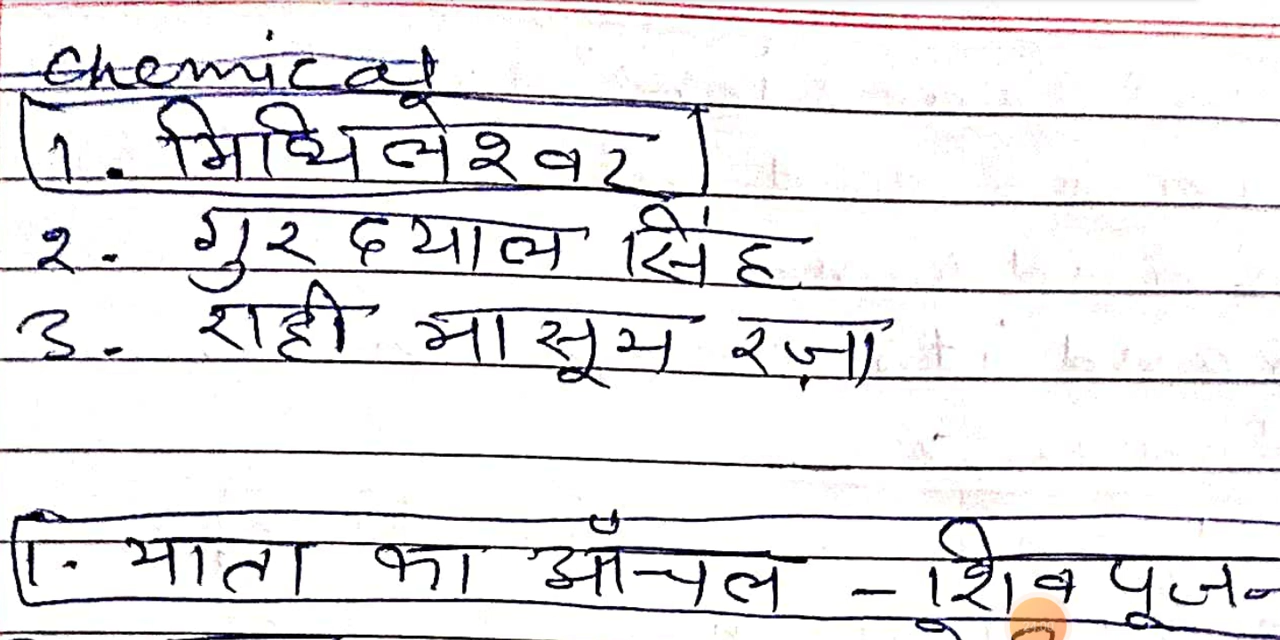 Chemical
1. मिथिलेश्वर
2. गुरदयाल सिंह
3. राही मासूम रज़ा
1. माता का आँचल - शिवपूजन